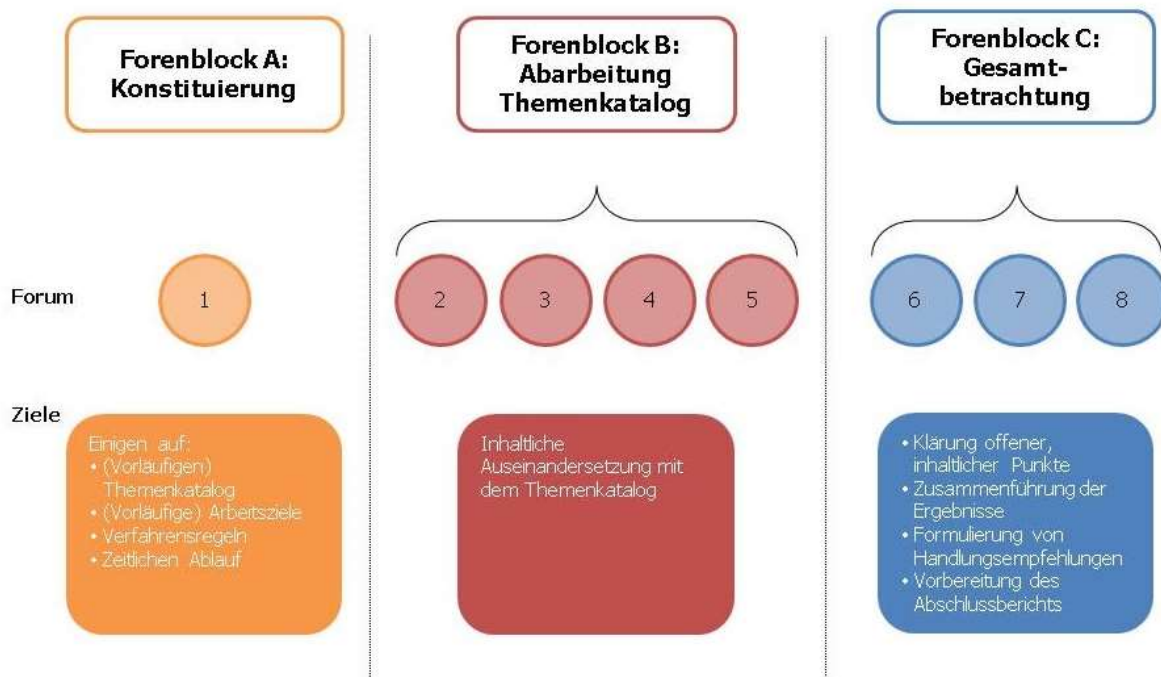 Forenblock A:
Konstituierung
Forenblock B:
Abarbeitung
Themenkatalog
Forenblock C:
Gesamt-
betrachtung
Forum
1
2
3
4
5
6
7
8
Ziele
Einigen auf:
• (Vorläufigen)
Themenkatalog
• (Vorläufige) Arbeitsziele
• Verfahrensregeln
• Zeitlichen Ablauf
Inhaltliche
Auseinandersetzung mit
dem Themenkatalog
• Klärung offener,
inhaltlicher Punkte
• Zusammenführung der
Ergebnisse
• Formulierung von
Handlungsempfehlungen
• Vorbereitung des
Abschlussberichts